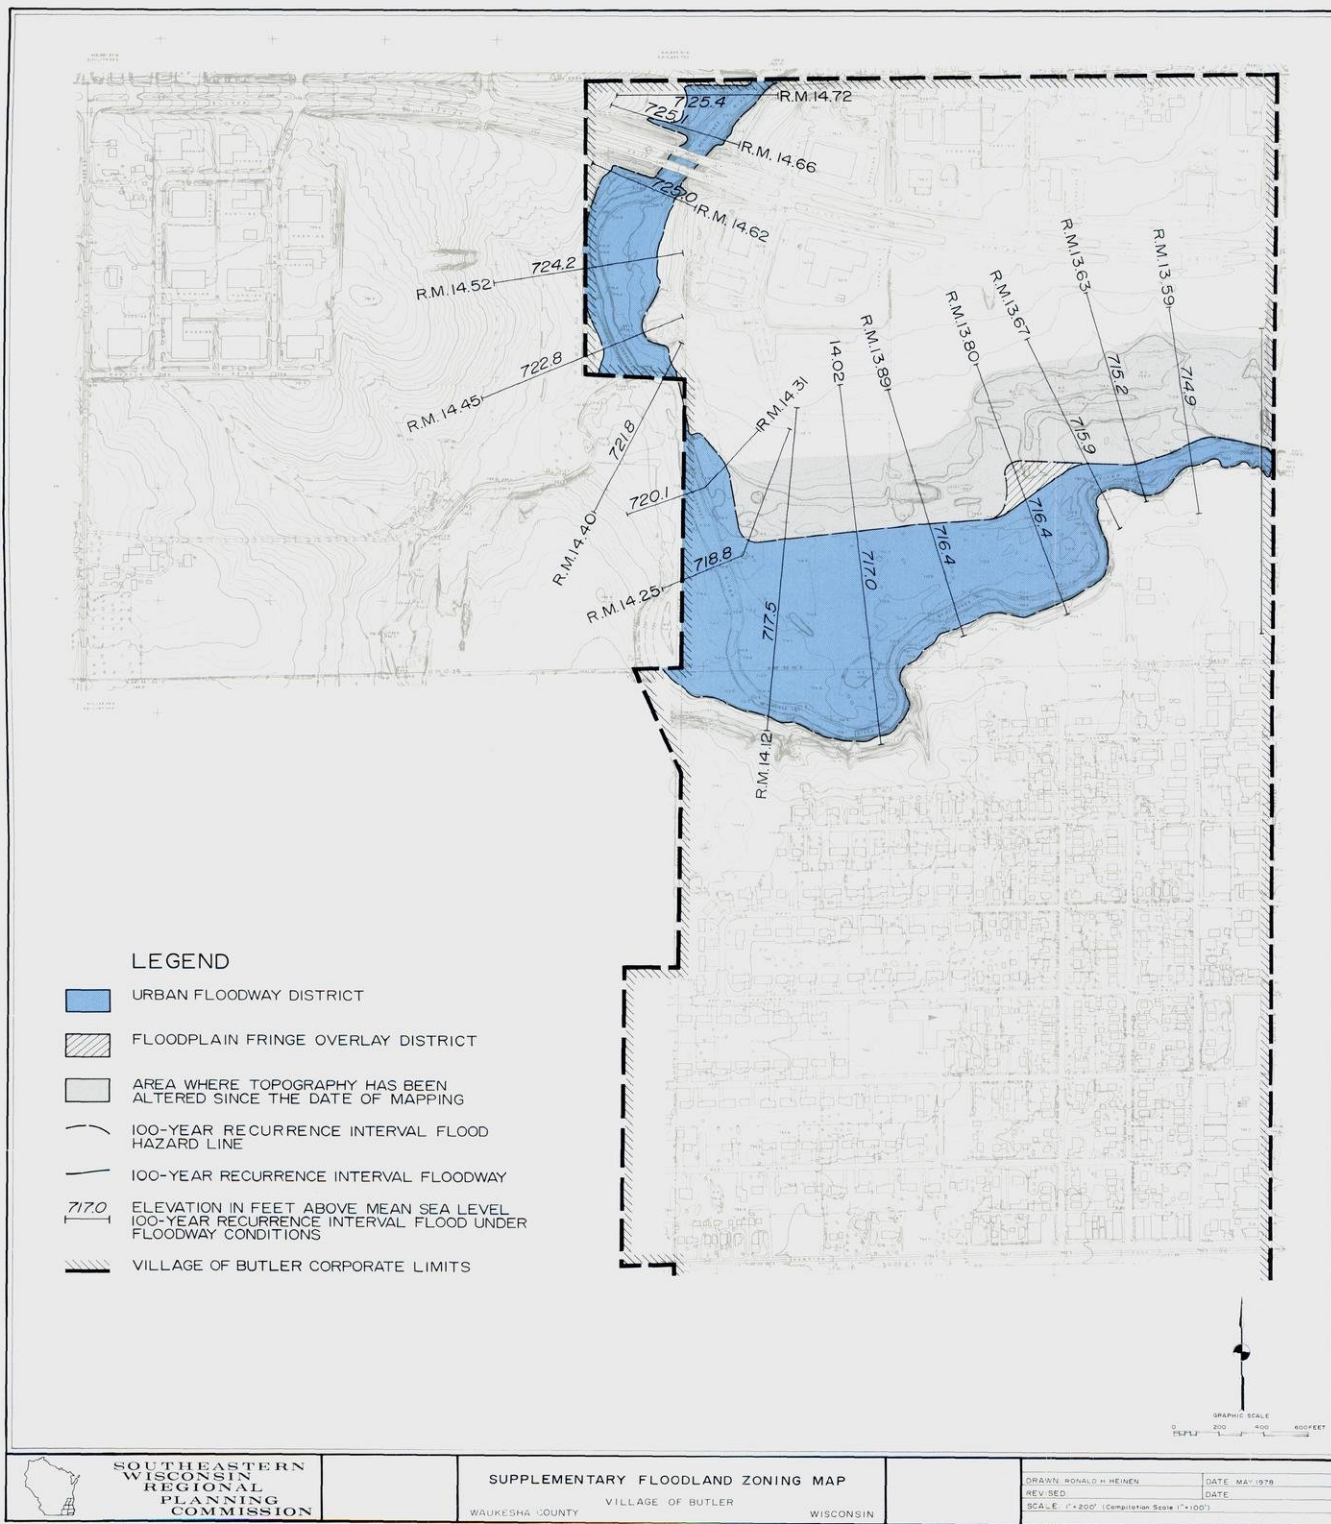 725.4
R.M.14.72
725.1
R.M. 14.66
725.0
R.M. 14.62
724.2
R.M.14.52
722.8
R.M. 14.45
721.8
R.M.14.40
720.1
R.M.14.31
718.8
R.M.14.25
717.5
R.M.14.12
14.02
717.0
R.M.13.89
716.4
R.M.13.80
716.4
R.M.13.67
715.9
R.M.13.63
715.2
R.M.13.59
714.9
LEGEND
URBAN FLOODWAY DISTRICT
FLOODPLAIN FRINGE OVERLAY DISTRICT
AREA WHERE TOPOGRAPHY HAS BEEN
ALTERED SINCE THE DATE OF MAPPING
100-YEAR RECURRENCE INTERVAL FLOOD
HAZARD LINE
100-YEAR RECURRENCE INTERVAL FLOODWAY
717.0 ELEVATION IN FEET ABOVE MEAN SEA LEVEL
100-YEAR RECURRENCE INTERVAL FLOOD UNDER
FLOODWAY CONDITIONS
VILLAGE OF BUTLER CORPORATE LIMITS
GRAPHIC SCALE
0 200 400 600 FEET
SOUTHEASTERN
WISCONSIN
REGIONAL
PLANNING
COMMISSION
SUPPLEMENTARY FLOODLAND ZONING MAP
VILLAGE OF BUTLER
WAUKESHA COUNTY WISCONSIN
DRAWN: RONALD H HEINEN DATE: MAY 1978
REVISED: DATE:
SCALE: 1"=200' (Compilation Scale 1"=100')